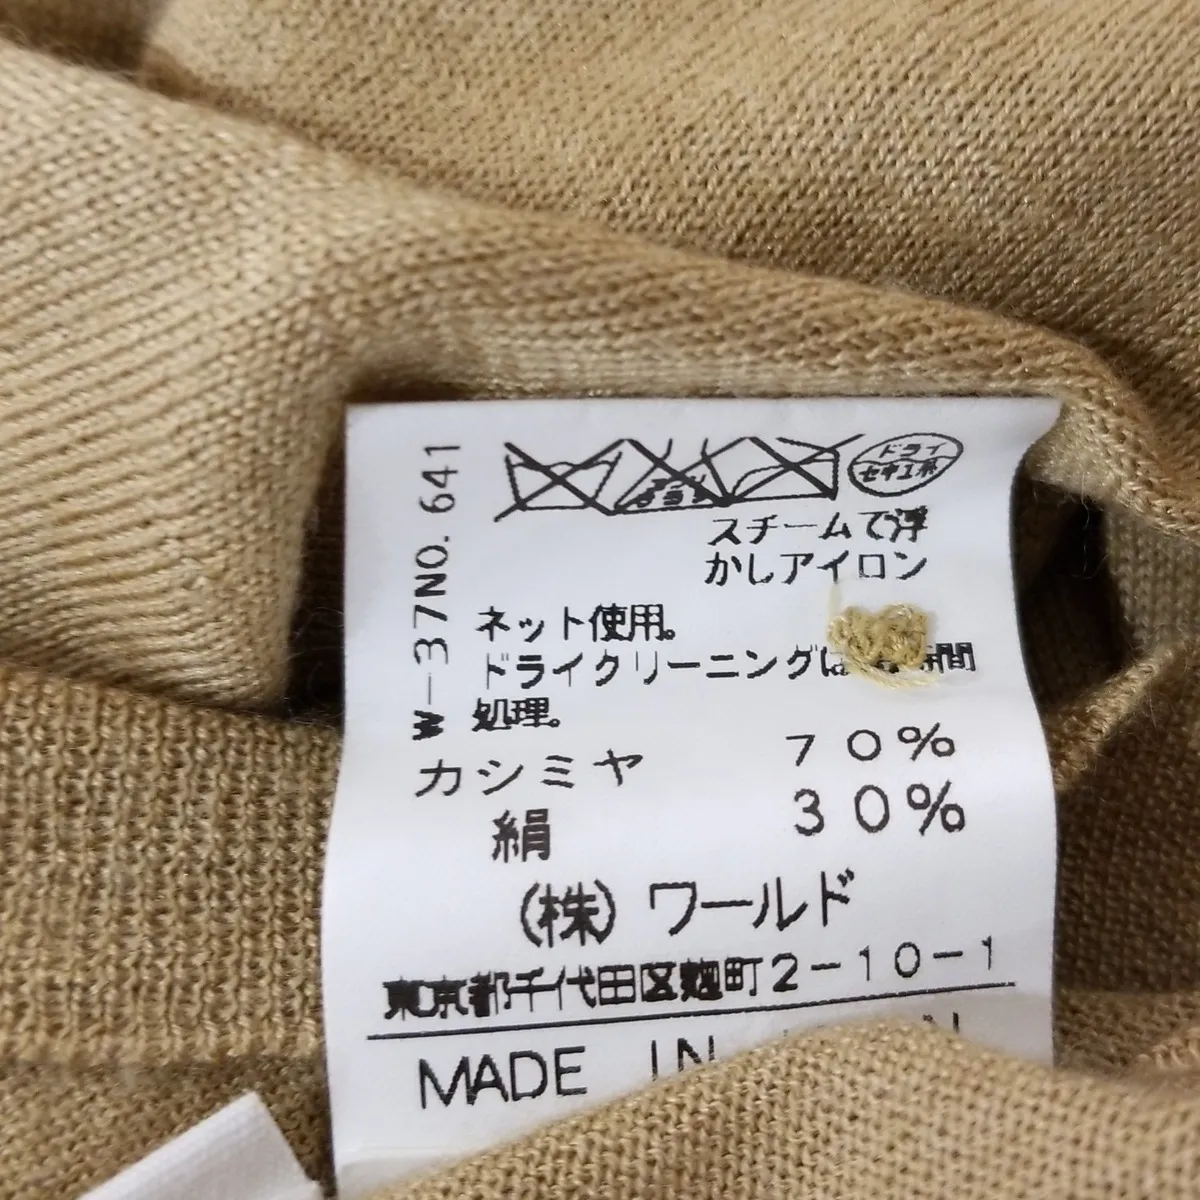 W-37NO.641
ドライ
セキユ系
スチームで浮
かしアイロン
ネット使用。
ドライクリーニングは 時間
処理。
カシミヤ 70%
絹 30%
(株)ワールド
東京都千代田区麹町2-10-1
MADE IN